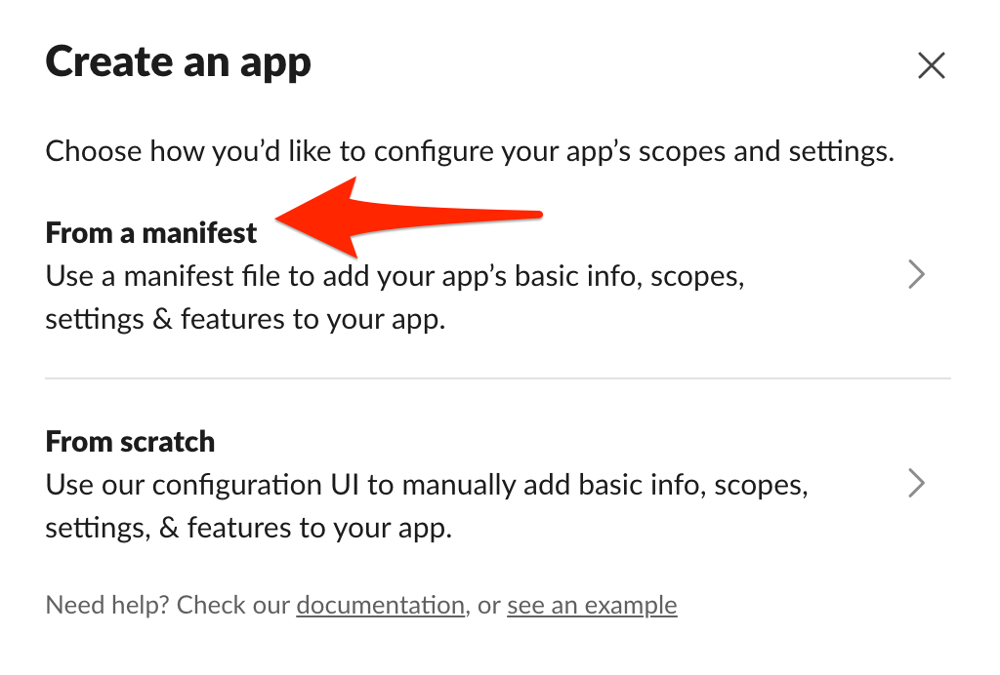 Create an app
Choose how you’d like to configure your app’s scopes and settings.
From a manifest
Use a manifest file to add your app’s basic info, scopes,
settings & features to your app.
From scratch
Use our configuration UI to manually add basic info, scopes,
settings, & features to your app.
Need help? Check our documentation, or see an example